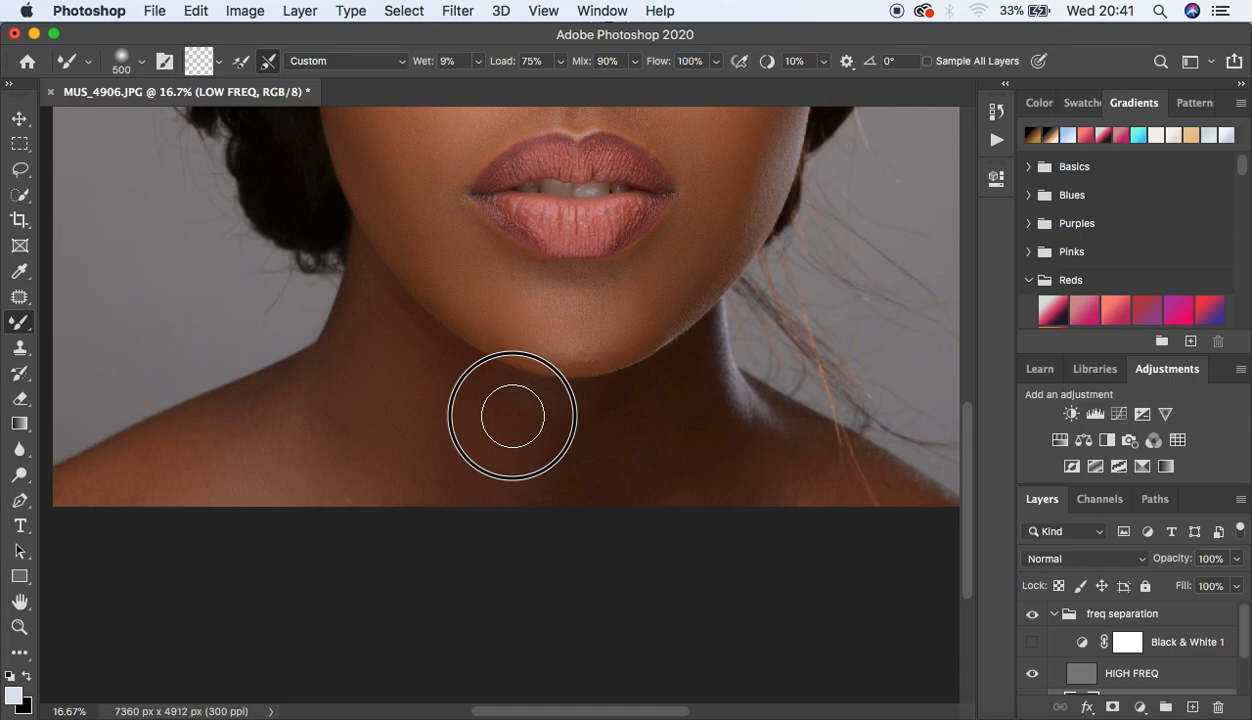 Photoshop File Edit Image Layer Type Select Filter 3D View Window Help 33% Wed 20:41
Adobe Photoshop 2020
500 Custom Wet: 9% Load: 75% Mix: 90% Flow: 100% 10% 0° Sample All Layers
MUS_4906.JPG @ 16.7% (LOW FREQ, RGB/8) *
Color Swatche Gradients Pattern
Basics
Blues
Purples
Pinks
Reds
Learn Libraries Adjustments
Add an adjustment
Layers Channels Paths
Kind
Normal Opacity: 100%
Lock: Fill: 100%
freq separation
Black & White 1
HIGH FREQ
16.67% 7360 px x 4912 px (300 ppi)